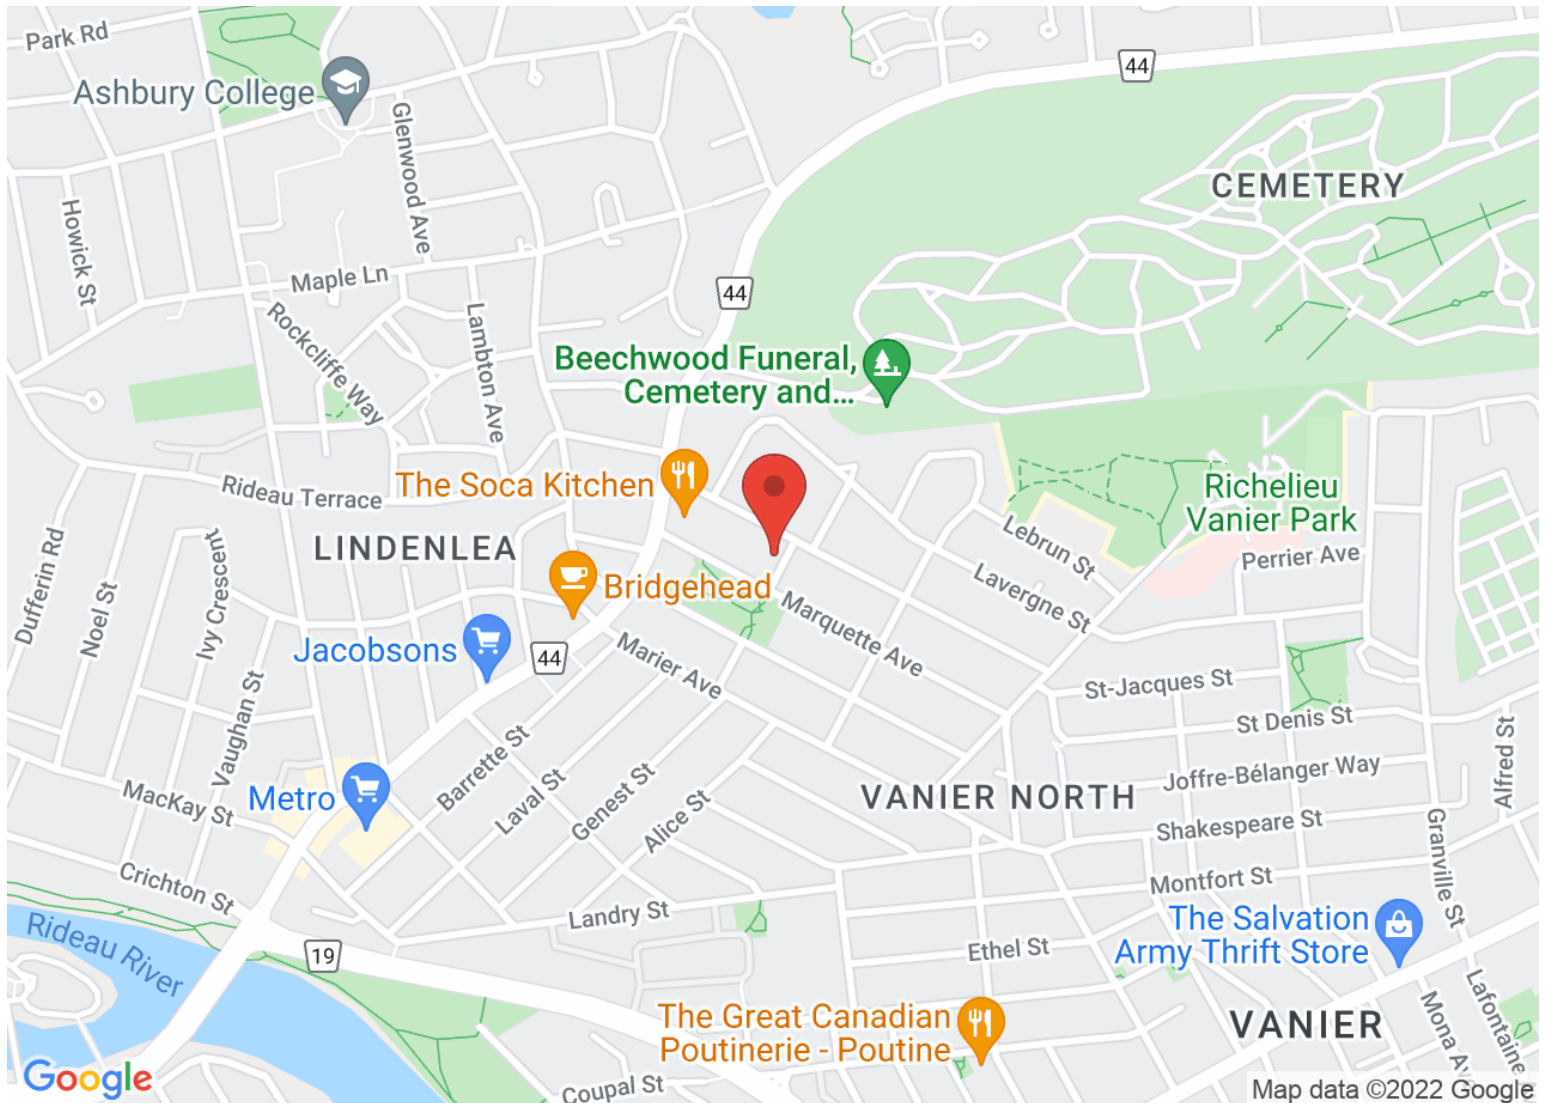 Park Rd
44
Ashbury College
Glenwood Ave
CEMETERY
Howick St
Maple Ln
44
Rockcliffe Way
Lambton Ave
Beechwood Funeral,
Cemetery and...
Rideau Terrace
The Soca Kitchen
Richelieu
Vanier Park
Lebrun St
Perrier Ave
Dufferin Rd
Noel St
Ivy Crescent
LINDENLEA
Bridgehead
Lavergne St
Marquette Ave
Jacobsons
44
Marier Ave
St-Jacques St
St Denis St
Vaughan St
Barrette St
Alfred St
MacKay St
Metro
Laval St
Genest St
Alice St
VANIER NORTH
Joffre-Bélanger Way
Shakespeare St
Granville St
Crichton St
Montfort St
Landry St
Rideau River
19
Ethel St
The Salvation
Army Thrift Store
The Great Canadian
Poutinerie - Poutine
VANIER
Mona Av
Lafontaine
Coupal St
Google
Map data ©2022 Google